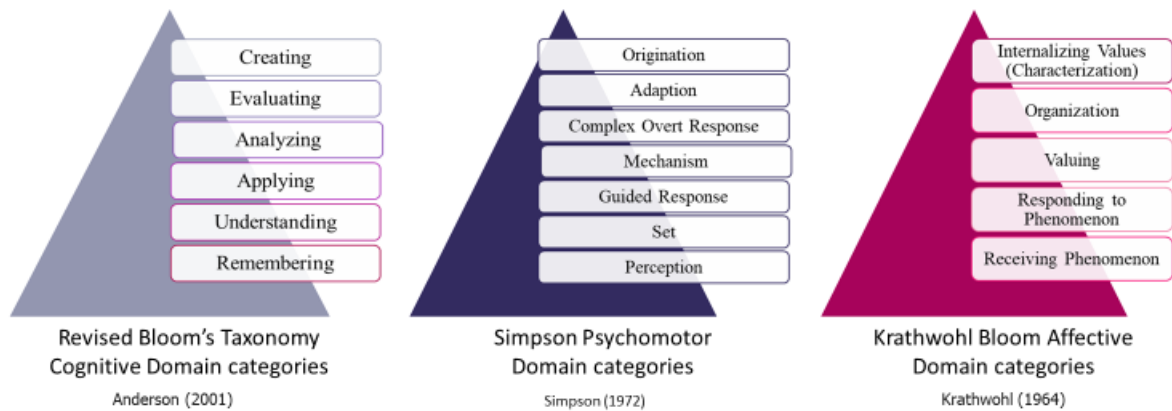 Creating
Evaluating
Analyzing
Applying
Understanding
Remembering
Revised Bloom's Taxonomy
Cognitive Domain categories
Anderson (2001)
Origination
Adaption
Complex Overt Response
Mechanism
Guided Response
Set
Perception
Simpson Psychomotor
Domain categories
Simpson (1972)
Internalizing Values
(Characterization)
Organization
Valuing
Responding to
Phenomenon
Receiving Phenomenon
Krathwohl Bloom Affective
Domain categories
Krathwohl (1964)